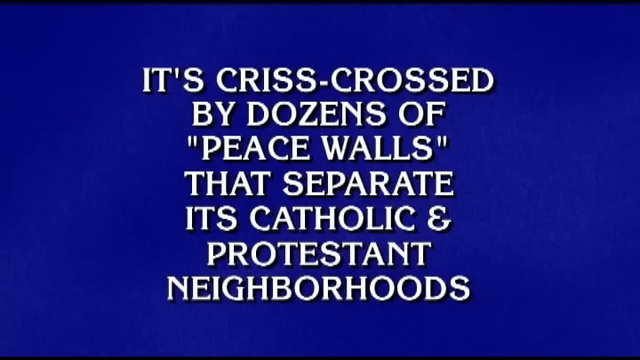 IT'S CRISS-CROSSED
BY DOZENS OF
"PEACE WALLS"
THAT SEPARATE
ITS CATHOLIC &
PROTESTANT
NEIGHBORHOODS